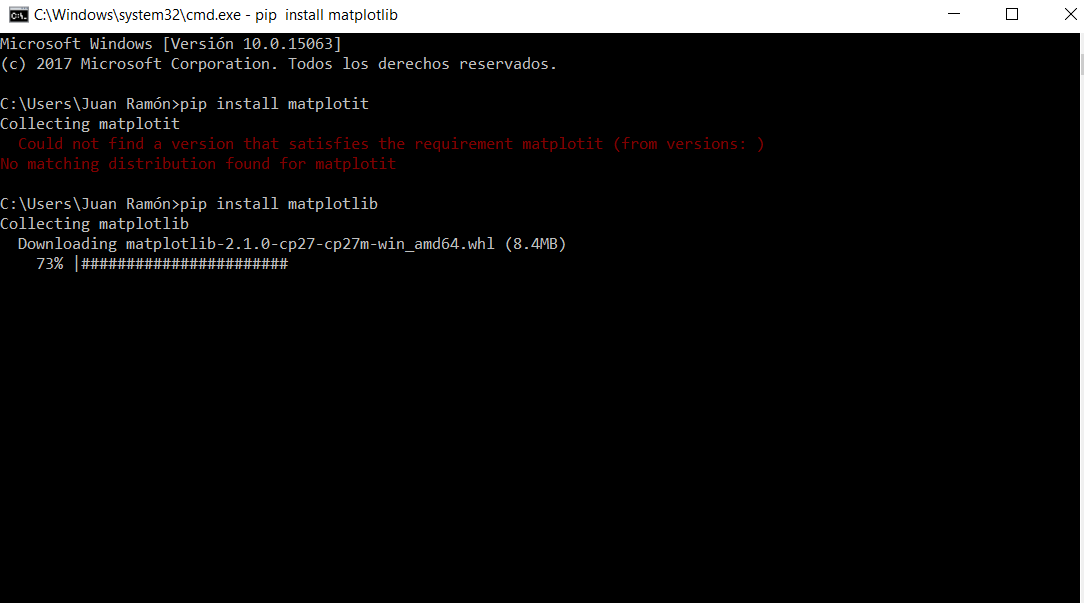 C:\Windows\system32\cmd.exe - pip  install matplotlib
Microsoft Windows [Versión 10.0.15063]
(c) 2017 Microsoft Corporation. Todos los derechos reservados.
C:\Users\Juan Ramón>pip install matplotit
Collecting matplotit
  Could not find a version that satisfies the requirement matplotit (from versions: )
No matching distribution found for matplotit
C:\Users\Juan Ramón>pip install matplotlib
Collecting matplotlib
  Downloading matplotlib-2.1.0-cp27-cp27m-win_amd64.whl (8.4MB)
    73% |#######################